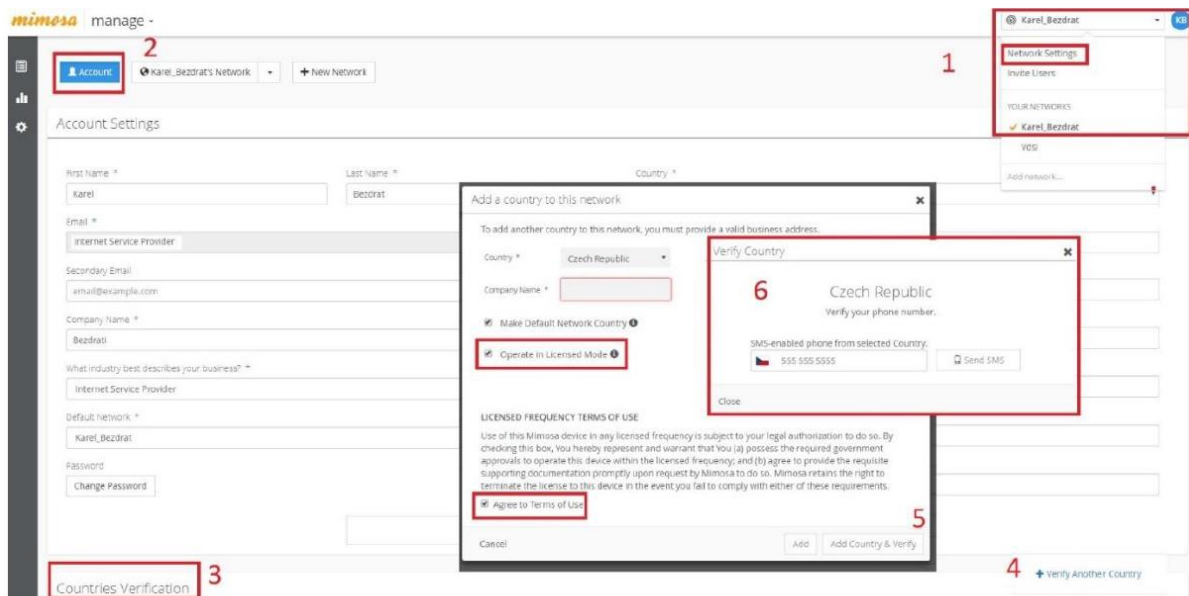 mimosa manage
Karel_Bezdrat
KB
1
Network Settings
Invite Users
YOUR NETWORKS
Karel_Bezdrat
vosi
Add network...
2
Account
Karel_Bezdrat's Network
+ New Network
Account Settings
First Name *
Karel
Last Name *
Bezdrat
Country *
Email *
Internet Service Provider
Secondary Email
email@example.com
Company Name *
Bezdrati
What industry best describes your business? *
Internet Service Provider
Default Network *
Karel_Bezdrat
Password
Change Password
Add a country to this network
To add another country to this network, you must provide a valid business address.
Country *
Czech Republic
Company Name *
Make Default Network Country
Operate in Licensed Mode
LICENSED FREQUENCY TERMS OF USE
Use of this Mimosa device in any licensed frequency is subject to your legal authorization to do so. By
checking this box, You hereby represent and warrant that You (a) possess the required government
approvals to operate this device within the licensed frequency; and (b) agree to provide the requisite
supporting documentation promptly upon request by Mimosa to do so. Mimosa retains the right to
terminate the license to this device in the event you fail to comply with either of these requirements.
Agree to Terms of Use
5
Cancel
Add
Add Country & Verify
Verify Country
6
Czech Republic
Verify your phone number.
SMS-enabled phone from selected Country.
555 555 5555
Send SMS
Close
Countries Verification
3
4
+ Verify Another Country